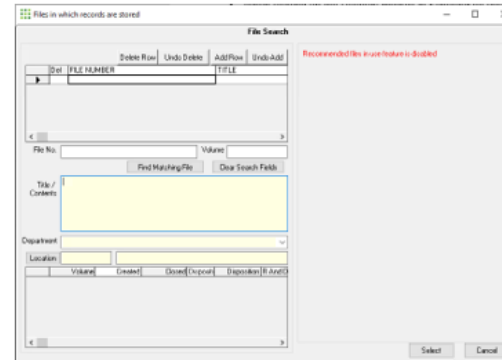 Files in which records are stored
File Search
Delete Row Undo Delete Add Row Undo Add
Recommended files in-use feature is disabled
Del FILE NUMBER TITLE
File No. Volume
Find Matching File Clear Search Fields
Title /
Contents
Department
Location
Volume Created Closed Disposition R And D
Select Cancel